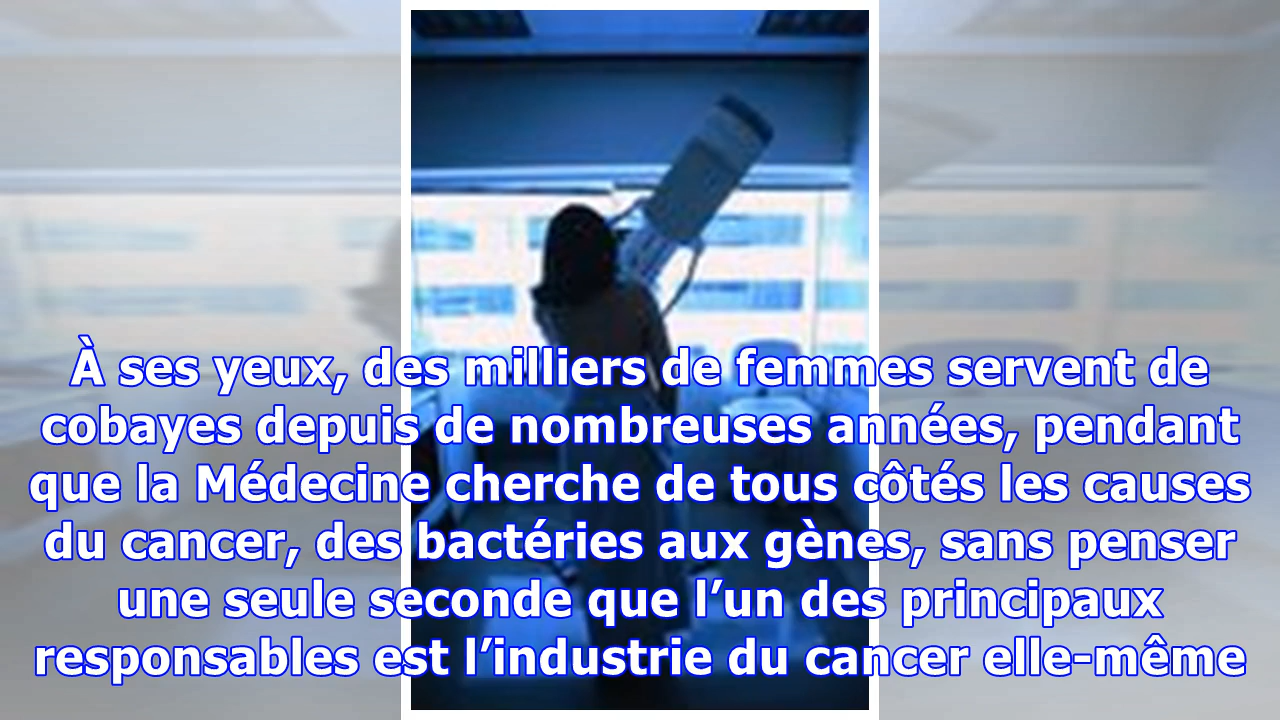 À ses yeux, des milliers de femmes servent de
cobayes depuis de nombreuses années, pendant
que la Médecine cherche de tous côtés les causes
du cancer, des bactéries aux gènes, sans penser
une seule seconde que l’un des principaux
responsables est l’industrie du cancer elle-même